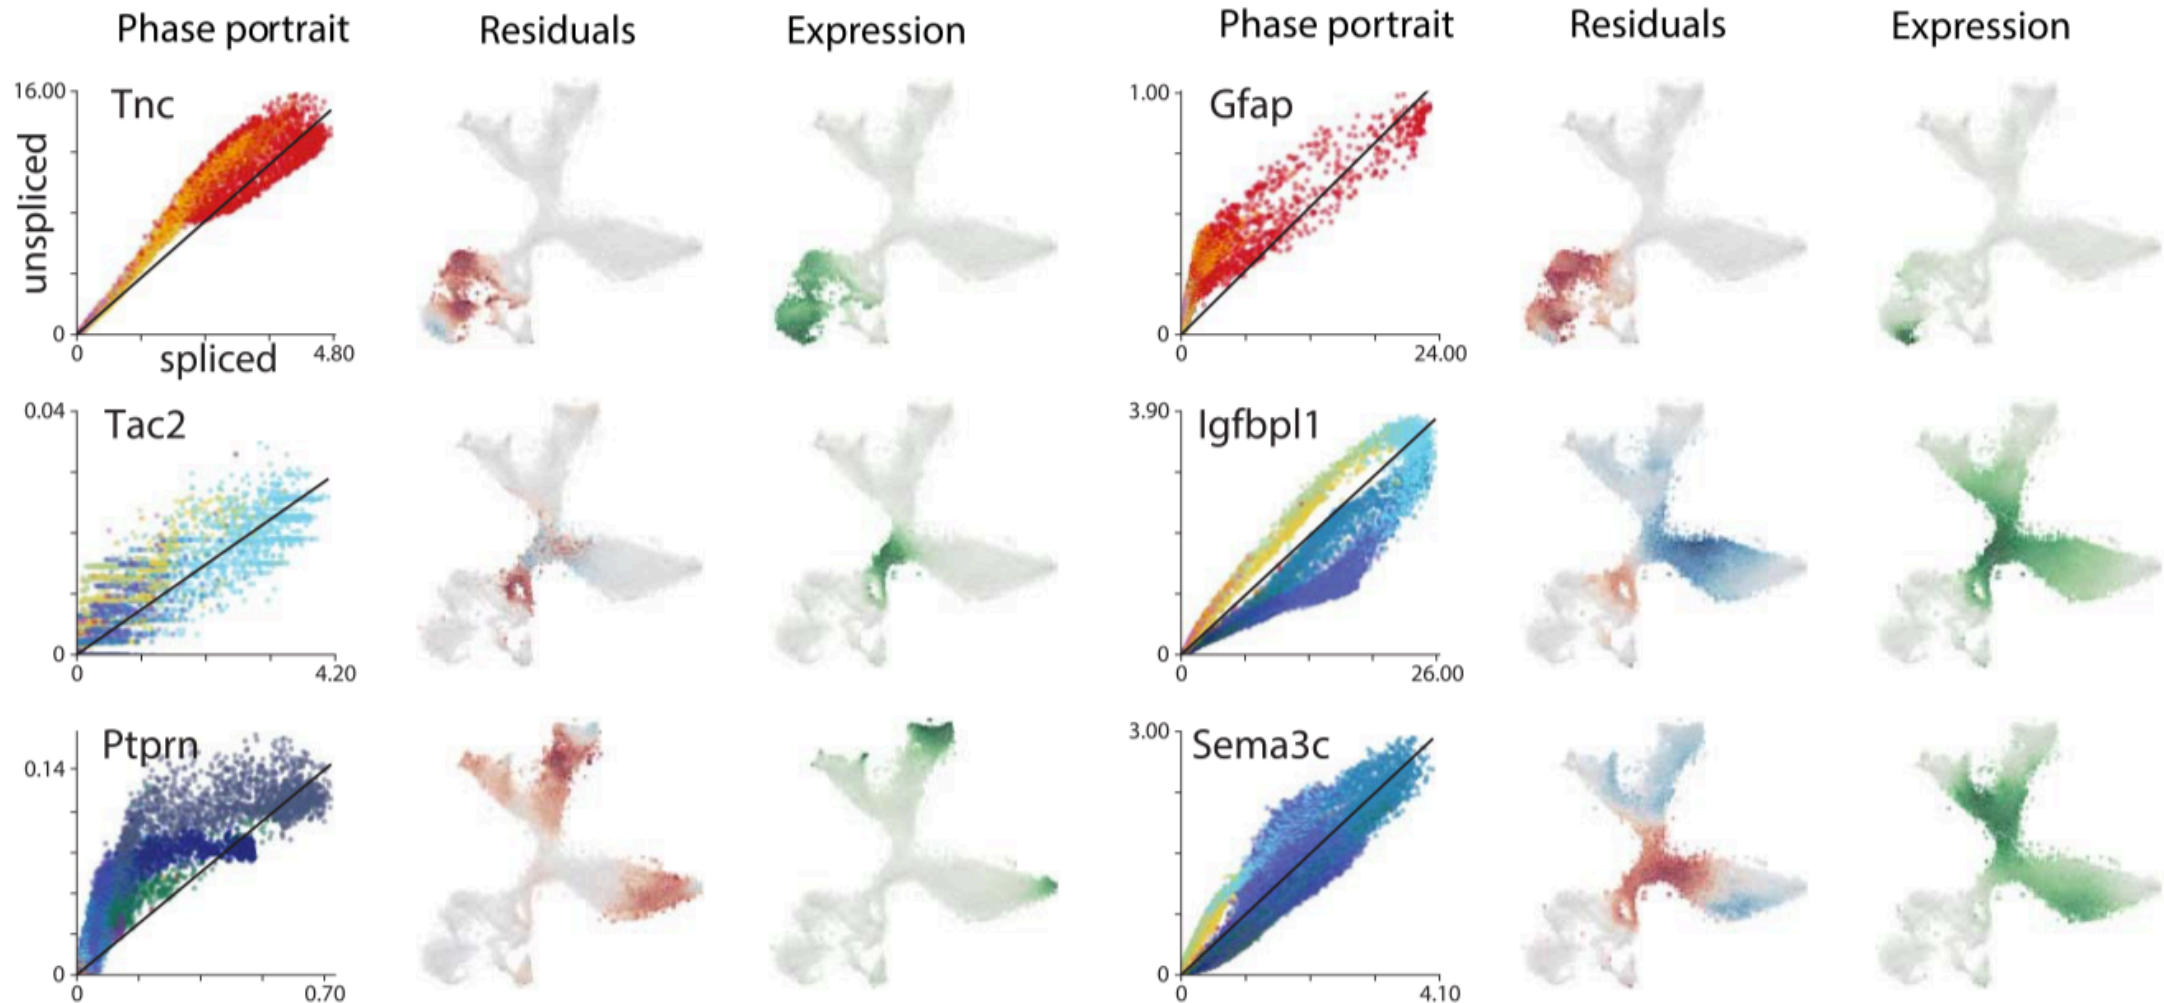 Phase portrait Residuals Expression Phase portrait Residuals Expression
16.00 Tnc 1.00 Gfap
unspliced
0 0
0 spliced 4.80 0 24.00
0.04 Tac2 3.90 Igfbpl1
0 0
0 4.20 0 26.00
Ptprn 3.00 Sema3c
0.14
0 0
0 0.70 0 4.10